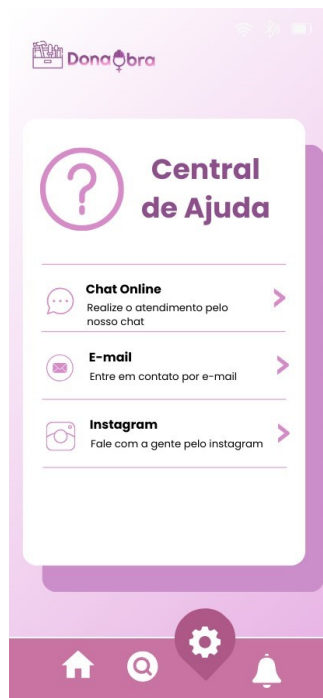 DonaObra
Central
de Ajuda
Chat Online
Realize o atendimento pelo
nosso chat
E-mail
Entre em contato por e-mail
Instagram
Fale com a gente pelo instagram